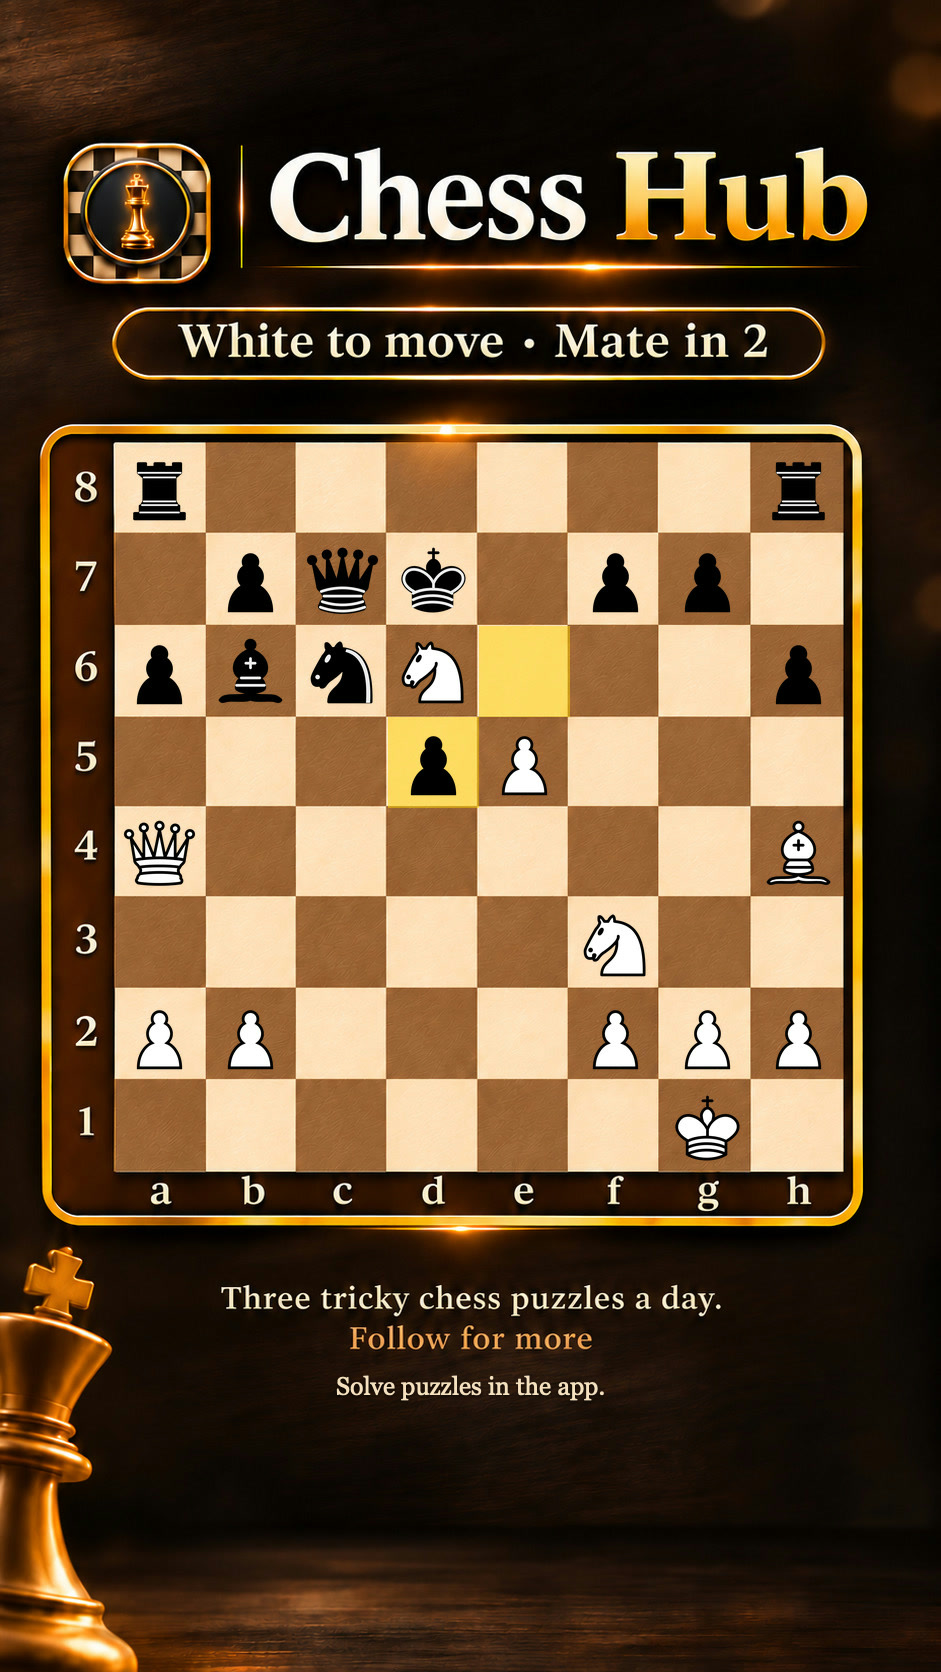 Chess Hub
White to move · Mate in 2
8
7
6
5
4
3
2
1
a b c d e f g h
Three tricky chess puzzles a day.
Follow for more
Solve puzzles in the app.